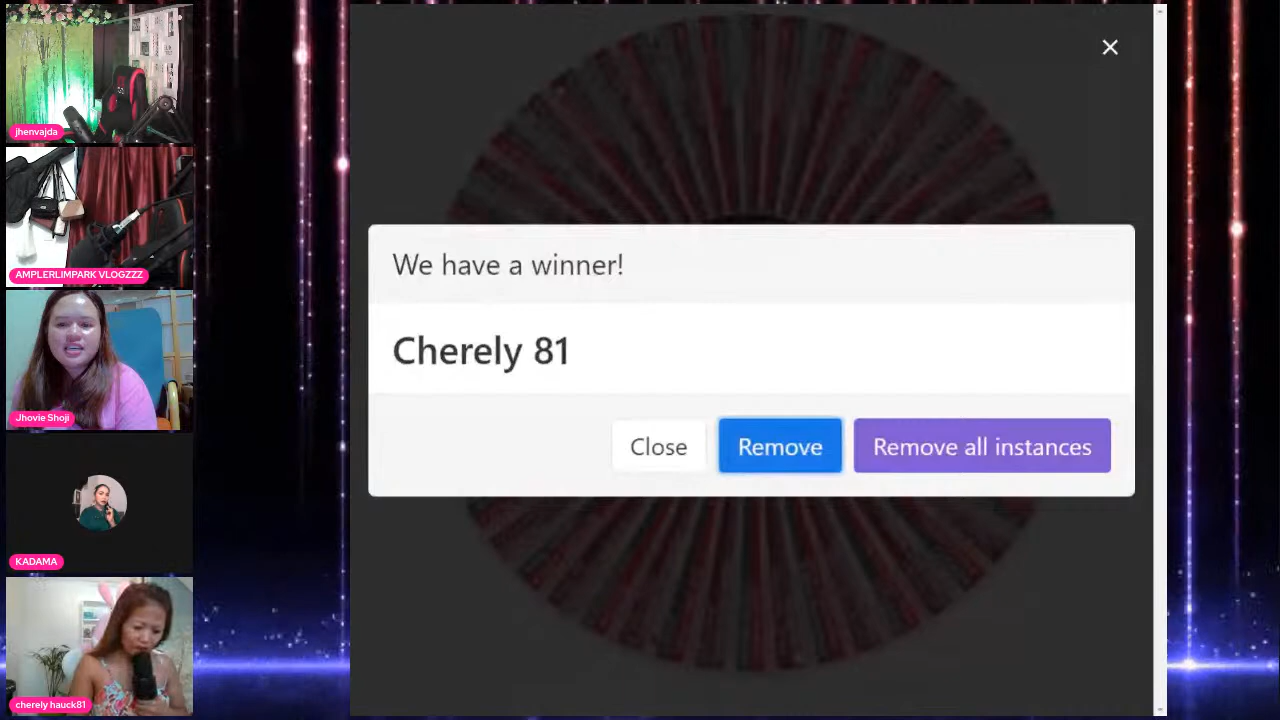 jhenvajda
AMPLERLIMPARK VLOGZZZ
Jhovie Shoji
KADAMA
cherely hauck81
We have a winner!
Cherely 81
Close
Remove
Remove all instances